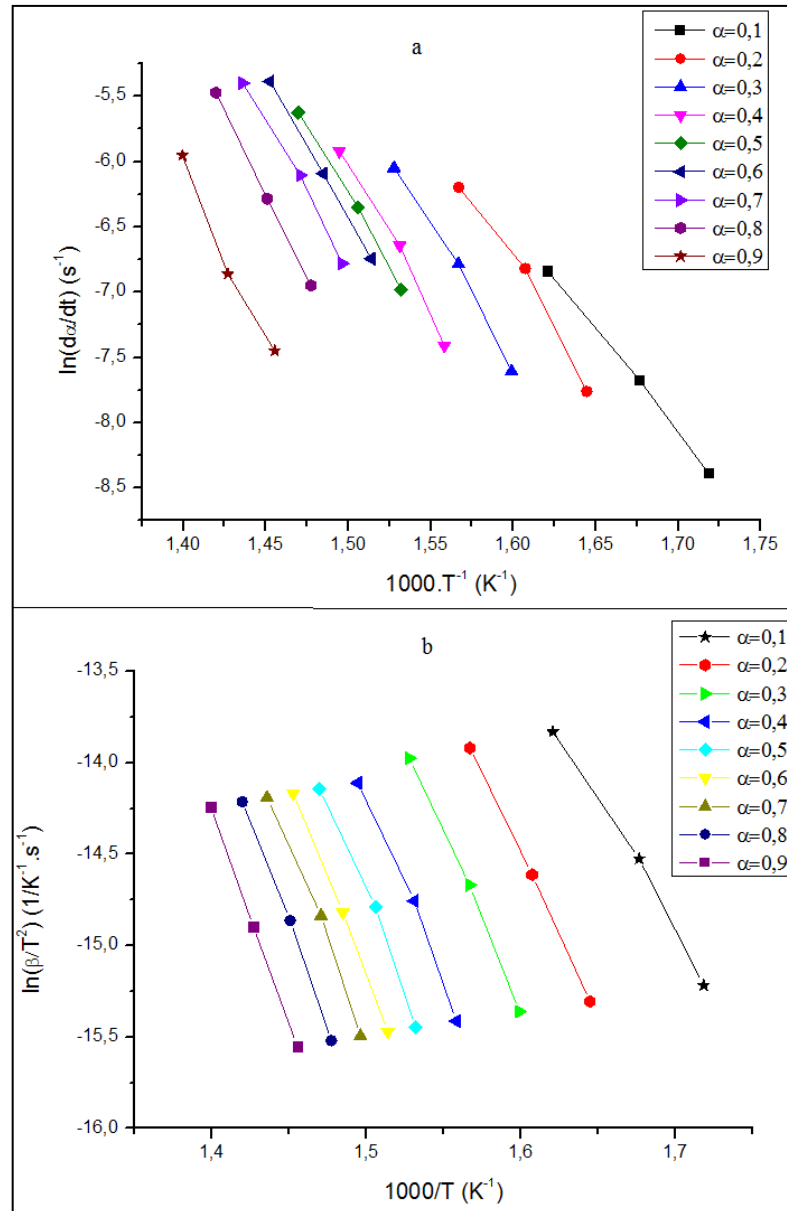 a
α=0,1
α=0,2
α=0,3
α=0,4
α=0,5
α=0,6
α=0,7
α=0,8
α=0,9
-5,5
-6,0
-6,5
-7,0
-7,5
-8,0
-8,5
ln(dα/dt) (s⁻¹)
1,40 1,45 1,50 1,55 1,60 1,65 1,70 1,75
1000.T⁻¹ (K⁻¹)
b
α=0,1
α=0,2
α=0,3
α=0,4
α=0,5
α=0,6
α=0,7
α=0,8
α=0,9
-13,5
-14,0
-14,5
-15,0
-15,5
-16,0
ln(β/T²) (1/K⁻¹.s⁻¹)
1,4 1,5 1,6 1,7
1000/T (K⁻¹)